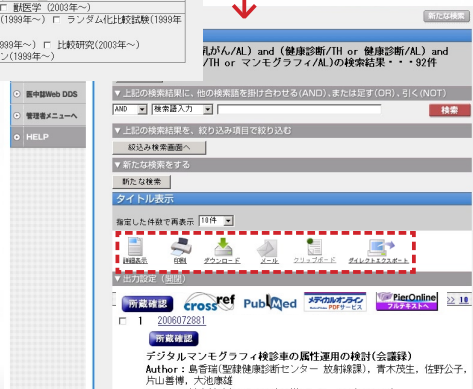 □ 獣医学 (2003年～)
(1999年～) □ ランダム化比較試験(1999年
999年～) □ 比較研究(2003年～)
ン(1999年～)
新たな検索
乳がん/AL) and (健康診断/TH or 健康診断/AL) and
/TH or マンモグラフィ/AL)の検索結果・・・92件
医中誌Web DDS
管理者メニューへ
HELP
▼上記の検索結果に、他の検索語を掛け合わせる(AND)、または足す(OR)、引く(NOT)
AND 検索語入力 検索
▼上記の検索結果を、絞り込み項目で絞り込む
絞込み検索画面へ
▼新たな検索をする
新たな検索
タイトル表示
指定した件数で再表示 10件
詳細表示 印刷 ダウンロード メール クリップボード ダイレクトエクスポート
▼出力設定 (開閉)
所蔵確認 crossref PubMed メディカルオンライン PDFサービス PierOnline フルテキストへ >> 10
□ 1 2006072881
所蔵確認
デジタルマンモグラフィ検診車の属性運用の検討(会議録)
Author：島香瑞(聖隷健康診断センター 放射線課), 青木茂生, 佐野公子,
片山善博, 大池康雄